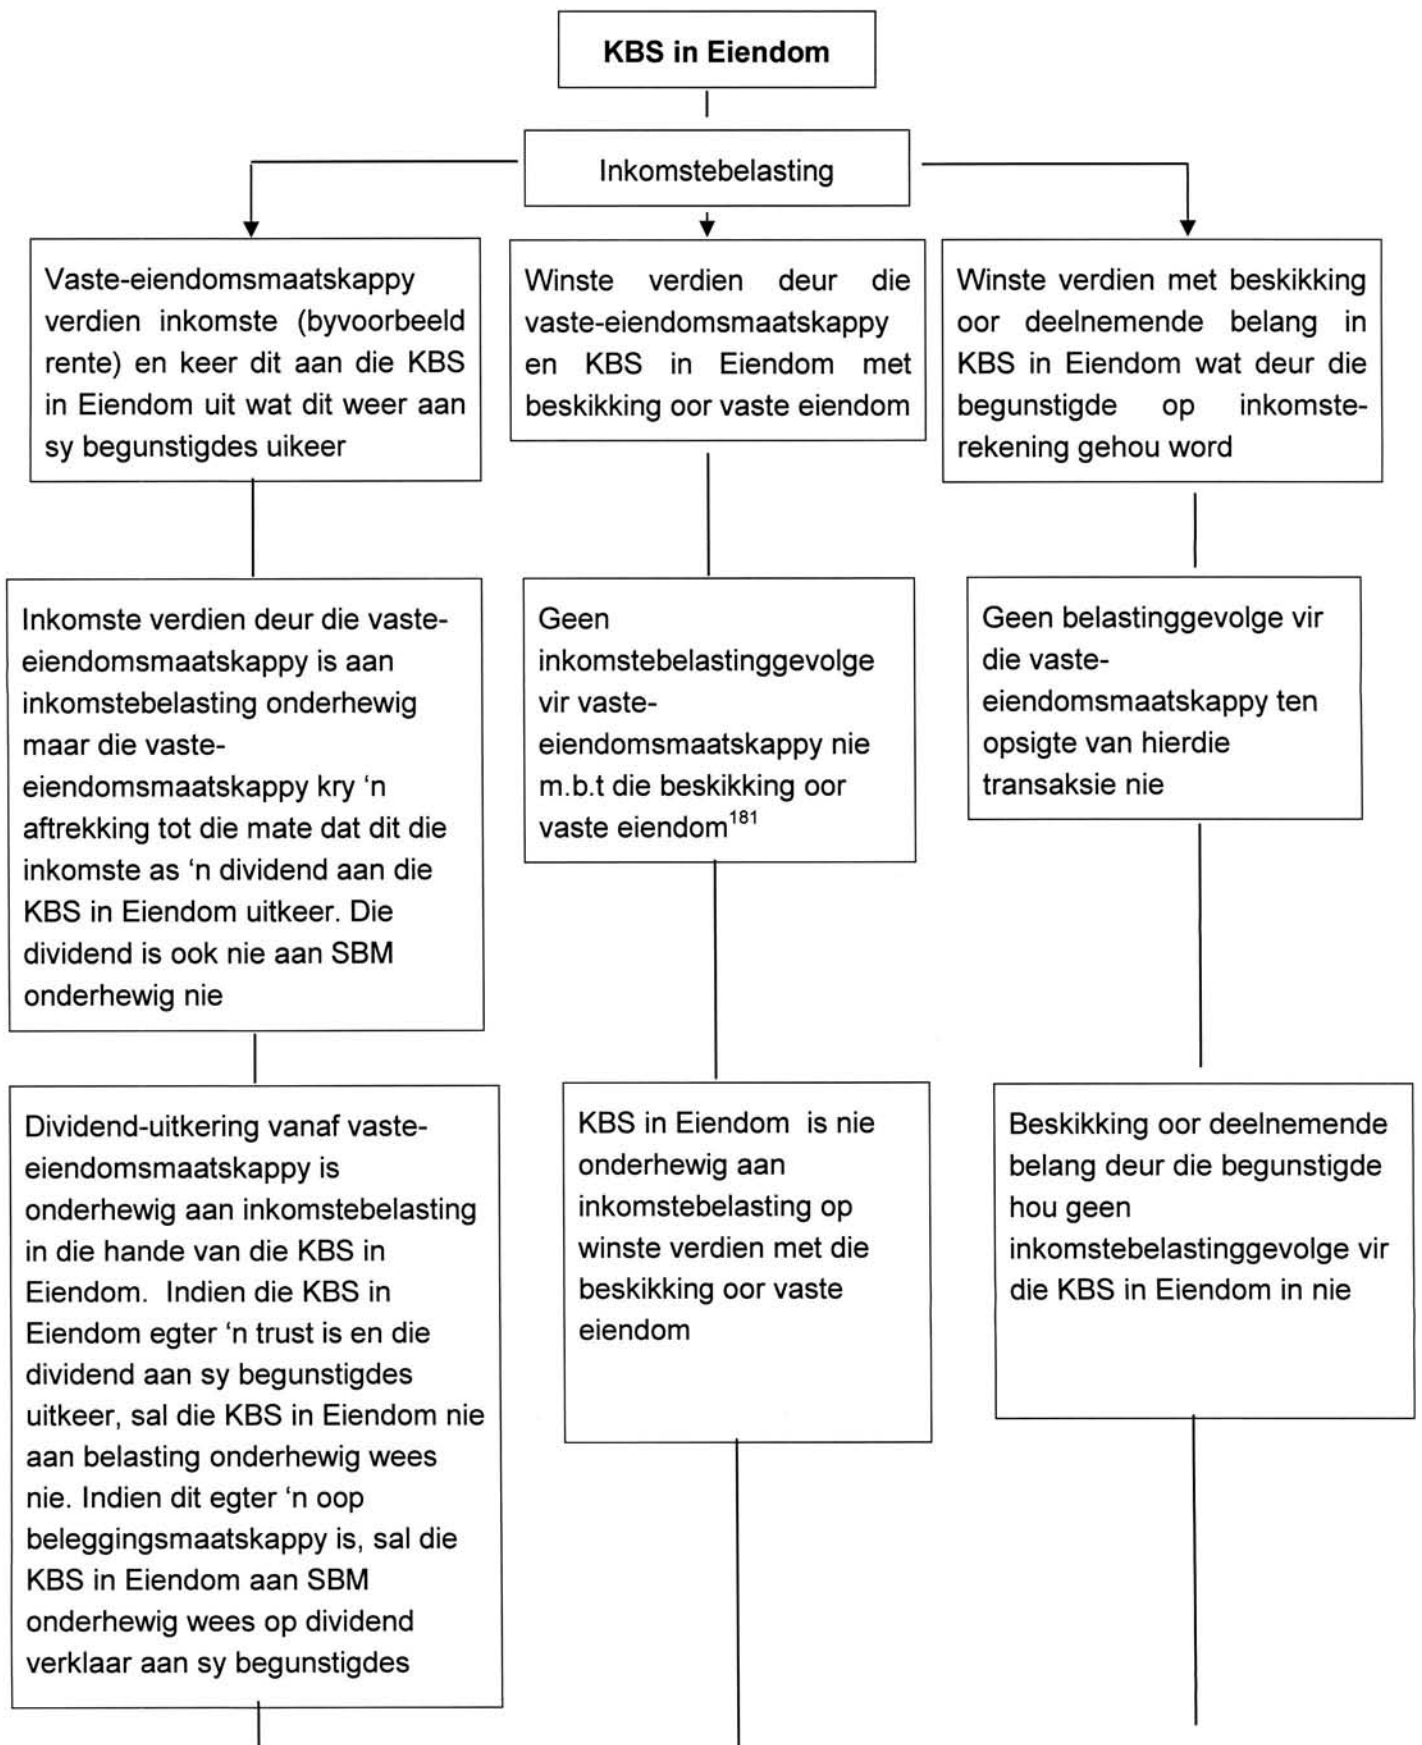 KBS in Eiendom
Inkomstebelasting
Vaste-eiendomsmaatskappy
verdien inkomste (byvoorbeeld
rente) en keer dit aan die KBS
in Eiendom uit wat dit weer aan
sy begunstigdes uikeer
Winste verdien deur die
vaste-eiendomsmaatskappy
en KBS in Eiendom met
beskikking oor vaste eiendom
Winste verdien met beskikking
oor deelnemende belang in
KBS in Eiendom wat deur die
begunstigde op inkomste-
rekening gehou word
Inkomste verdien deur die vaste-
eiendomsmaatskappy is aan
inkomstebelasting onderhewig
maar die vaste-
eiendomsmaatskappy kry ‘n
aftrekking tot die mate dat dit die
inkomste as ‘n dividend aan die
KBS in Eiendom uitkeer. Die
dividend is ook nie aan SBM
onderhewig nie
Geen
inkomstebelastinggevolge
vir vaste-
eiendomsmaatskappy nie
m.b.t die beskikking oor
vaste eiendom181
Geen belastinggevolge vir
die vaste-
eiendomsmaatskappy ten
opsigte van hierdie
transaksie nie
Dividend-uitkering vanaf vaste-
eiendomsmaatskappy is
onderhewig aan inkomstebelasting
in die hande van die KBS in
Eiendom. Indien die KBS in
Eiendom egter ‘n trust is en die
dividend aan sy begunstigdes
uitkeer, sal die KBS in Eiendom nie
aan belasting onderhewig wees
nie. Indien dit egter ‘n oop
beleggingsmaatskappy is, sal die
KBS in Eiendom aan SBM
onderhewig wees op dividend
verklaar aan sy begunstigdes
KBS in Eiendom is nie
onderhewig aan
inkomstebelasting op
winste verdien met die
beskikking oor vaste
eiendom
Beskikking oor deelnemende
belang deur die begunstigde
hou geen
inkomstebelastinggevolge vir
die KBS in Eiendom in nie